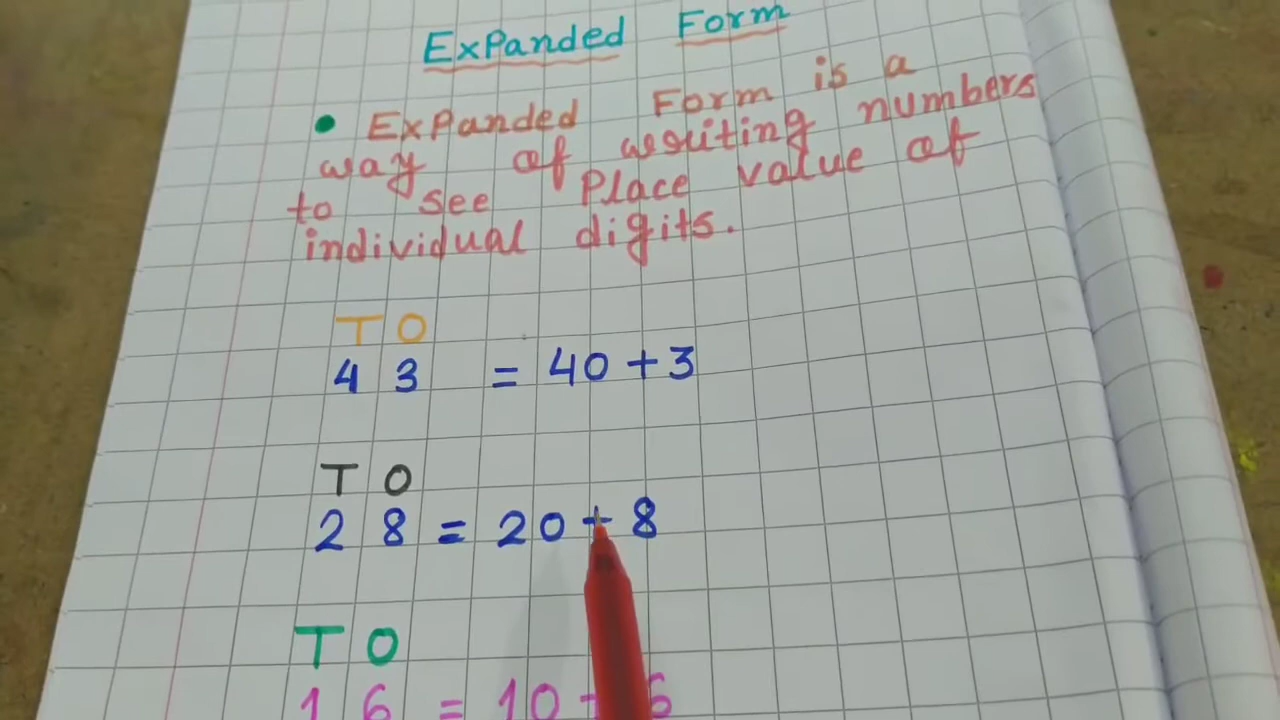 Expanded Form
• Expanded Form is a
way of writing numbers
to see Place value of
individual digits.
T O
4 3 = 40 + 3
T O
2 8 = 20 + 8
T O
1 6 = 10 + 6